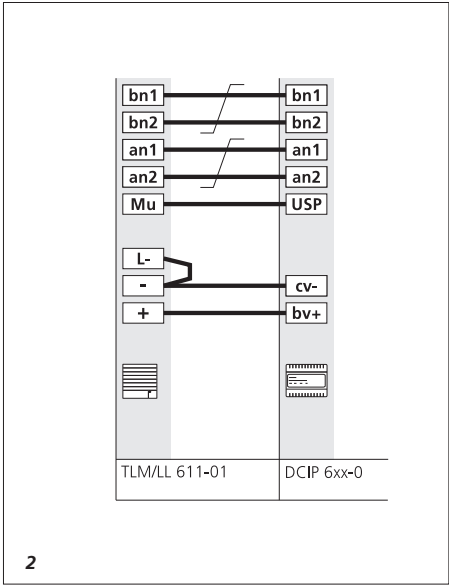 bn1 bn1
bn2 bn2
an1 an1
an2 an2
Mu USP
L-
- cv-
+ bv+
TLM/LL 611-01 DCIP 6xx-0
2